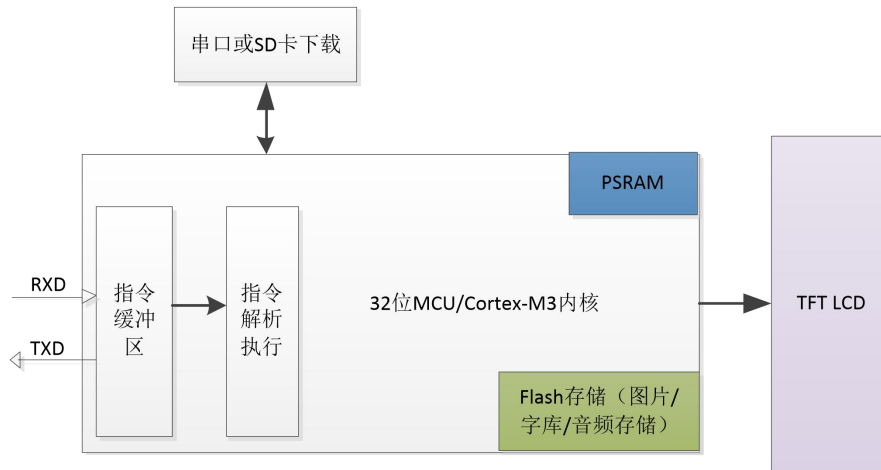 串口或SD卡下载
PSRAM
RXD
TXD
指令
缓冲
区
指令
解析
执行
32位MCU/Cortex-M3内核
TFT LCD
Flash存储（图片/
字库/音频存储）